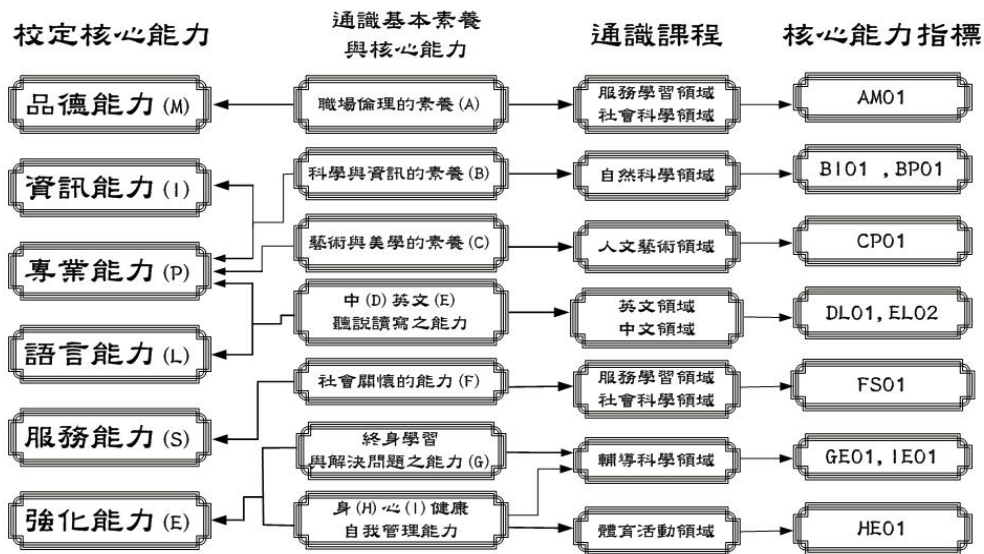 校定核心能力
通識基本素養
與核心能力
通識課程
核心能力指標
品德能力(M)
職場倫理的素養(A)
服務學習領域
社會科學領域
AM01
資訊能力(I)
科學與資訊的素養(B)
自然科學領域
BI01 ,BP01
專業能力(P)
藝術與美學的素養(C)
人文藝術領域
CP01
語言能力(L)
中(D)英文(E)
聽說讀寫之能力
英文領域
中文領域
DL01,EL02
服務能力(S)
社會關懷的能力(F)
服務學習領域
社會科學領域
FS01
強化能力(E)
終身學習
與解決問題之能力(G)
輔導科學領域
GE01,IE01
身(H)心(I)健康
自我管理能力
體育活動領域
HE01